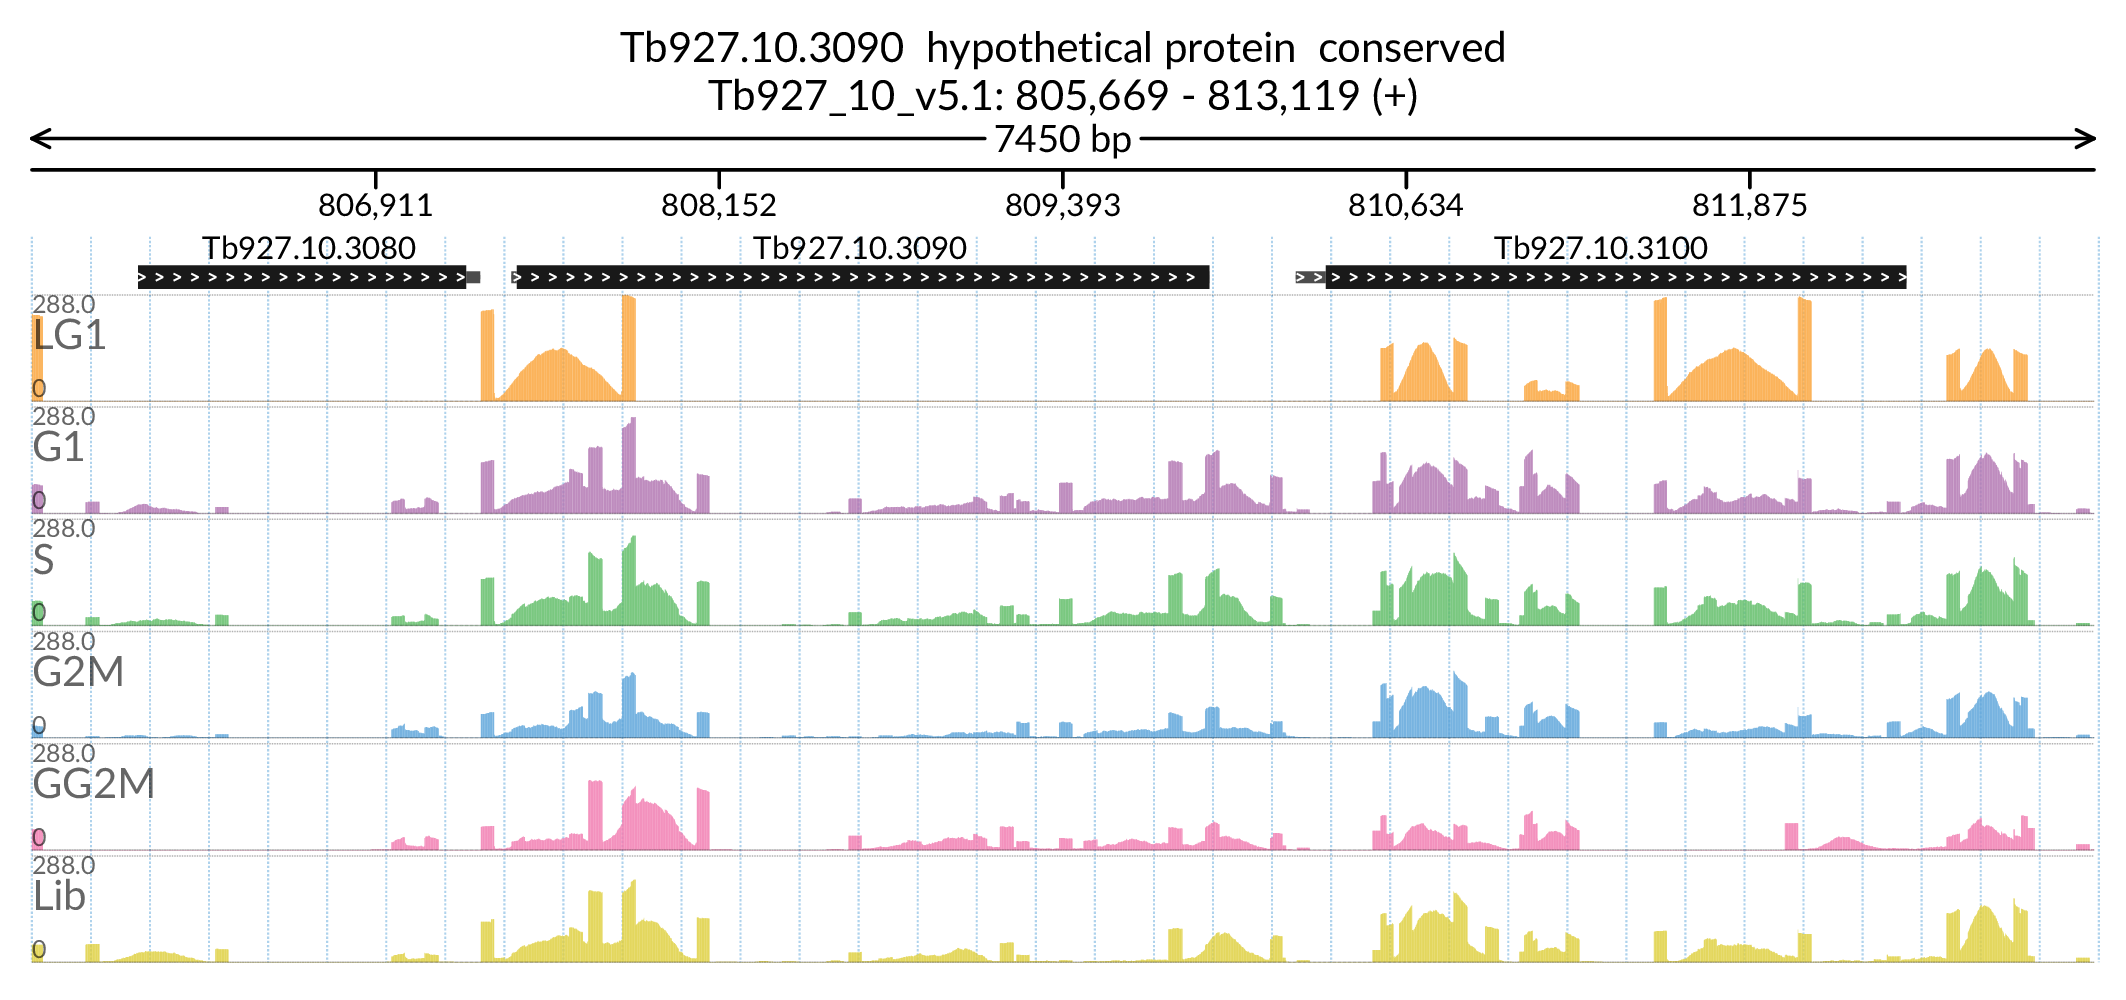 Tb927.10.3090  hypothetical protein  conserved
Tb927_10_v5.1: 805,669 - 813,119 (+)
7450 bp
806,911 808,152 809,393 810,634 811,875
Tb927.10.3080 Tb927.10.3090 Tb927.10.3100
288.0
LG1
0
288.0
G1
0
288.0
S
0
288.0
G2M
0
288.0
GG2M
0
288.0
Lib
0